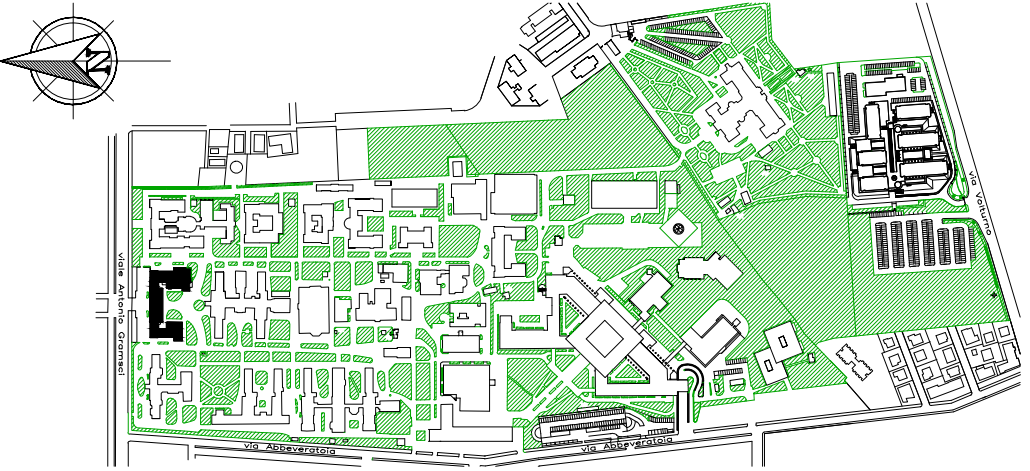 N
via Volturno
viale Antonio Gramsci
via Abbeveratoia
via Abbeveratoia